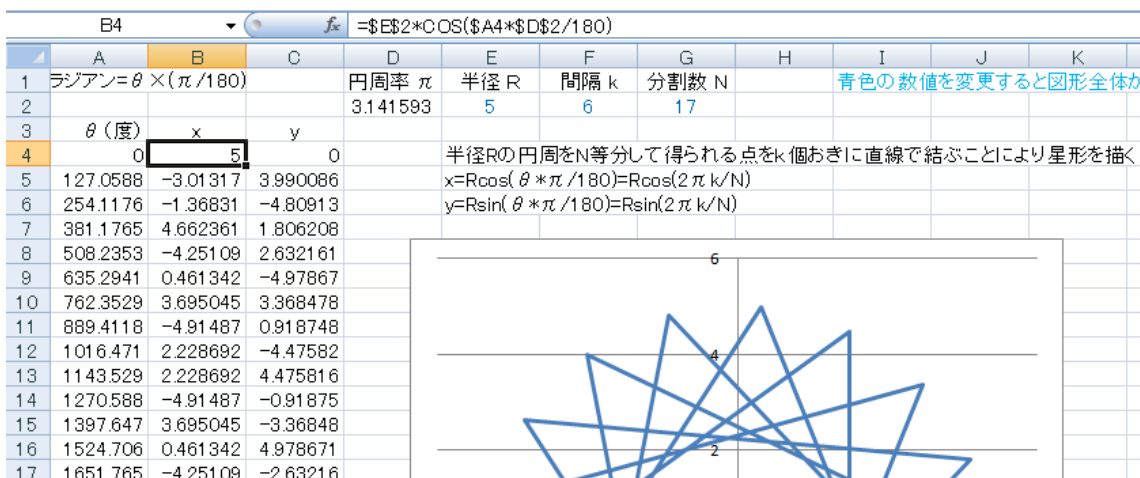 B4 fx =$E$2*COS($A4*$D$2/180)
A B C D E F G H I J K
1 ラジアン=θ×(π/180) 円周率 π 半径 R 間隔 k 分割数 N 青色の数値を変更すると図形全体が
2 3.141593 5 6 17
3 θ(度) x y
4 0 5 0 半径Rの円周をN等分して得られる点をk個おきに直線で結ぶことにより星形を描く
5 127.0588 -3.01317 3.990086 x=Rcos(θ*π/180)=Rcos(2πk/N)
6 254.1176 -1.36831 -4.80913 y=Rsin(θ*π/180)=Rsin(2πk/N)
7 381.1765 4.662361 1.806208
8 508.2353 -4.25109 2.632161
9 635.2941 0.461342 -4.97867
10 762.3529 3.695045 3.368478
11 889.4118 -4.91487 0.918748
12 1016.471 2.228692 -4.47582
13 1143.529 2.228692 4.475816
14 1270.588 -4.91487 -0.91875
15 1397.647 3.695045 -3.36848
16 1524.706 0.461342 4.978671
17 1651.765 -4.25109 -2.63216
6
4
2